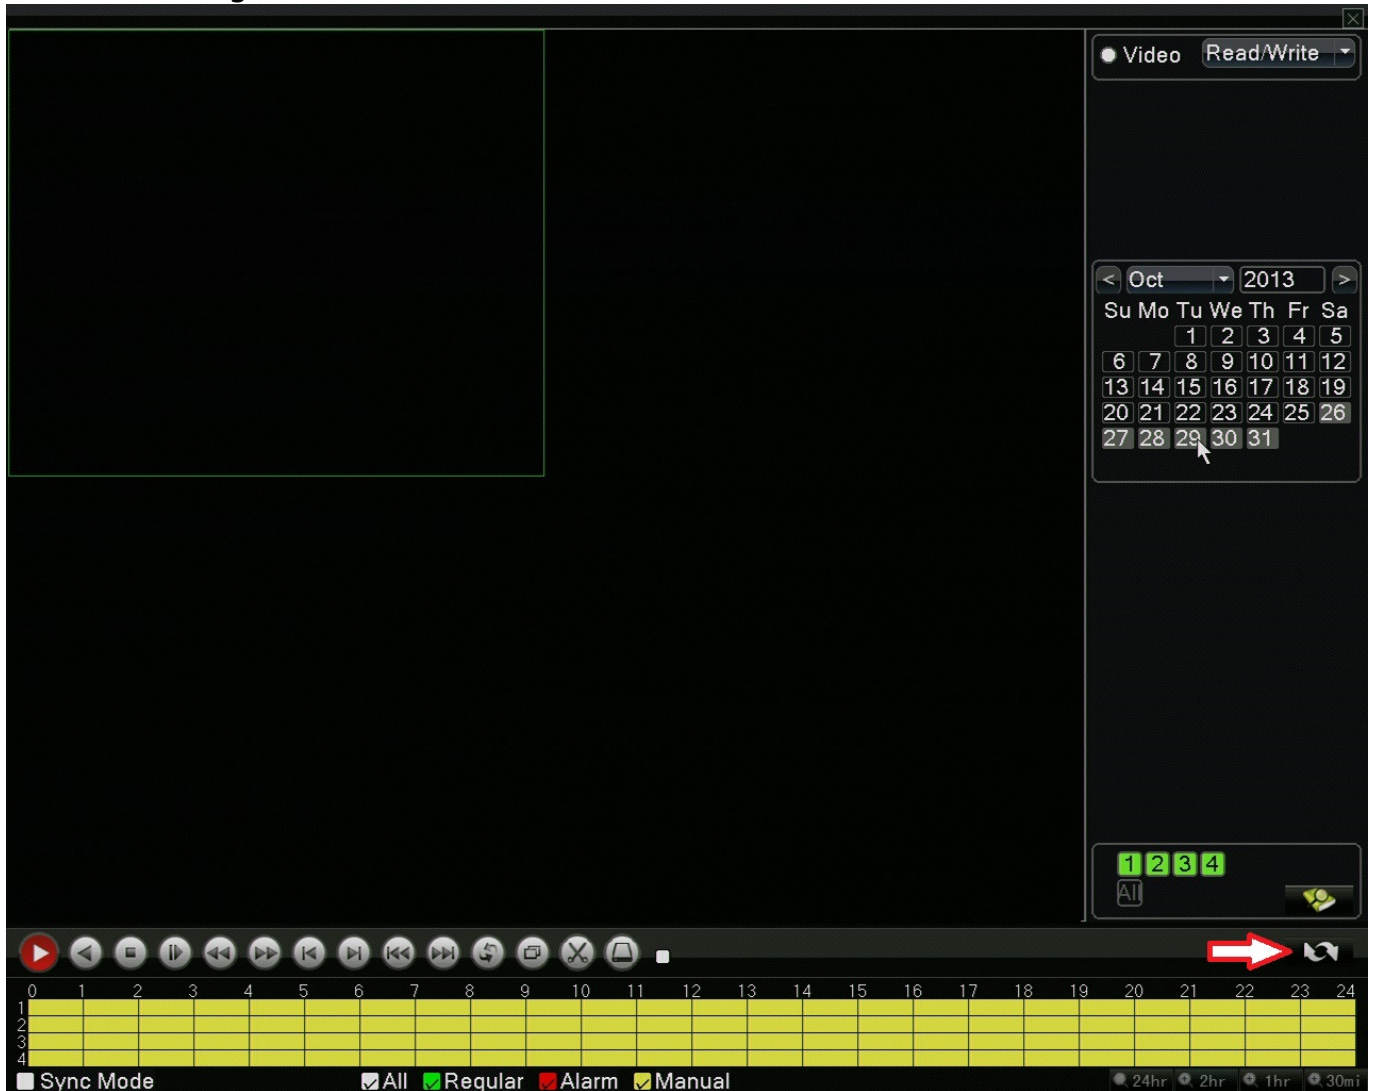 Video Read/Write
< Oct 2013 >
Su Mo Tu We Th Fr Sa
1 2 3 4 5
6 7 8 9 10 11 12
13 14 15 16 17 18 19
20 21 22 23 24 25 26
27 28 29 30 31
1 2 3 4
All
0 1 2 3 4 5 6 7 8 9 10 11 12 13 14 15 16 17 18 19 20 21 22 23 24
1
2
3
4
Sync Mode All Regular Alarm Manual 24hr 2hr 1hr 30mi